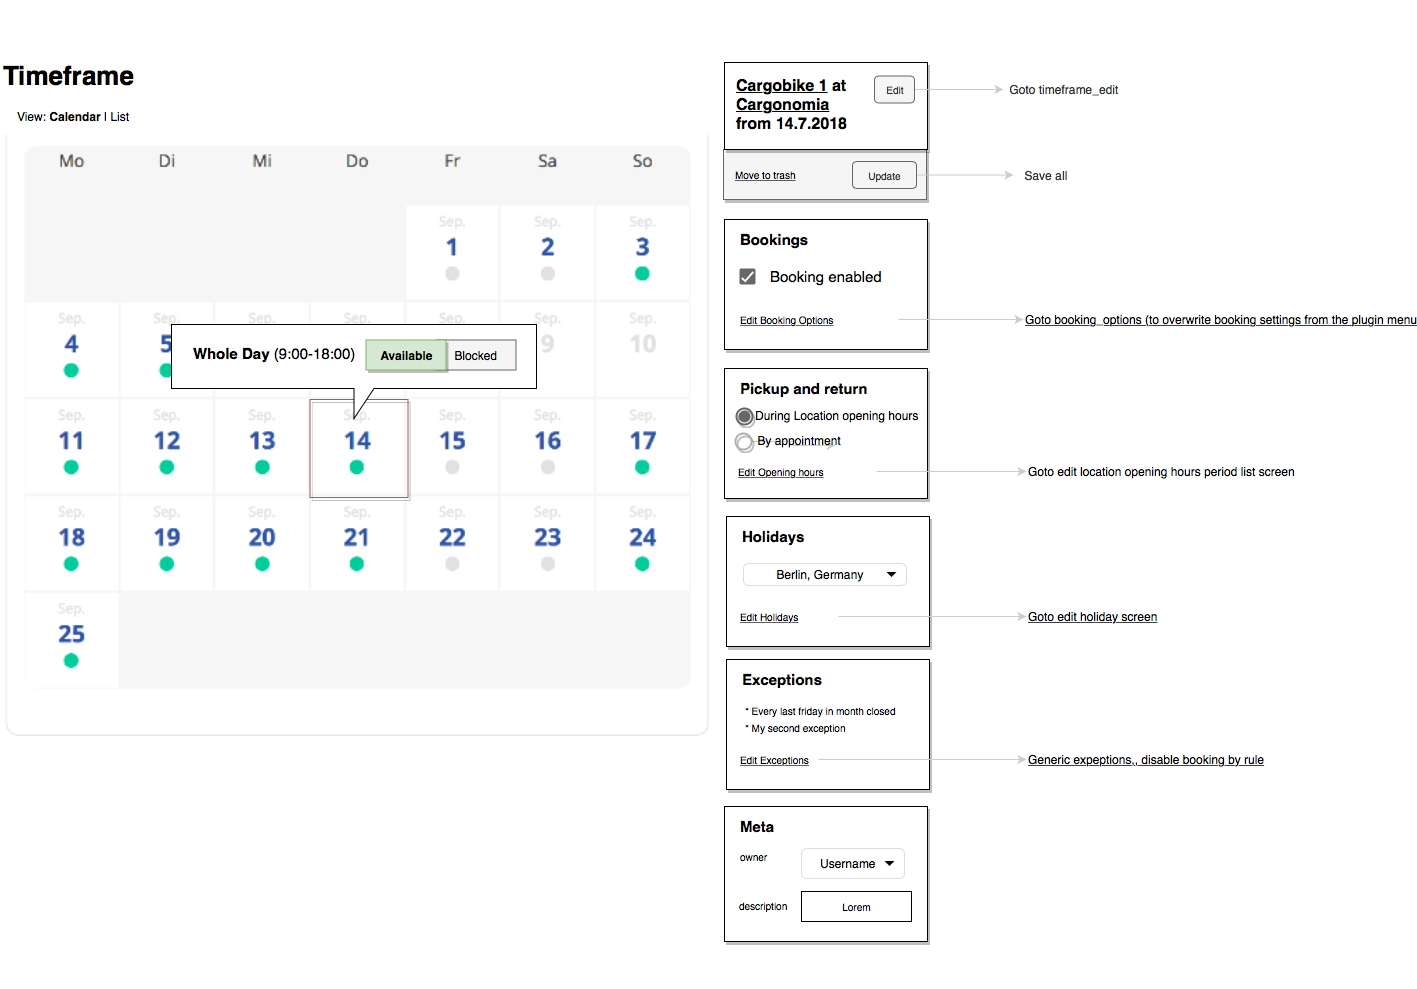 Timeframe
View: Calendar | List
Mo Di Mi Do Fr Sa So
Sep. Sep. Sep.
1 2 3
Sep. Sep. Sep. Sep. Sep. Sep.
4 5 9 10
Whole Day (9:00-18:00) Available Blocked
Sep. Sep. Sep. Sep. Sep. Sep. Sep.
11 12 13 14 15 16 17
Sep. Sep. Sep. Sep. Sep. Sep. Sep.
18 19 20 21 22 23 24
Sep.
25
Cargobike 1 at
Cargonomia
from 14.7.2018
Edit
Goto timeframe_edit
Move to trash
Update
Save all
Bookings
Booking enabled
Edit Booking Options
Goto booking_options (to overwrite booking settings from the plugin menu
Pickup and return
During Location opening hours
By appointment
Edit Opening hours
Goto edit location opening hours period list screen
Holidays
Berlin, Germany
Edit Holidays
Goto edit holiday screen
Exceptions
* Every last friday in month closed
* My second exception
Edit Exceptions
Generic expeptions,, disable booking by rule
Meta
owner
Username
description
Lorem